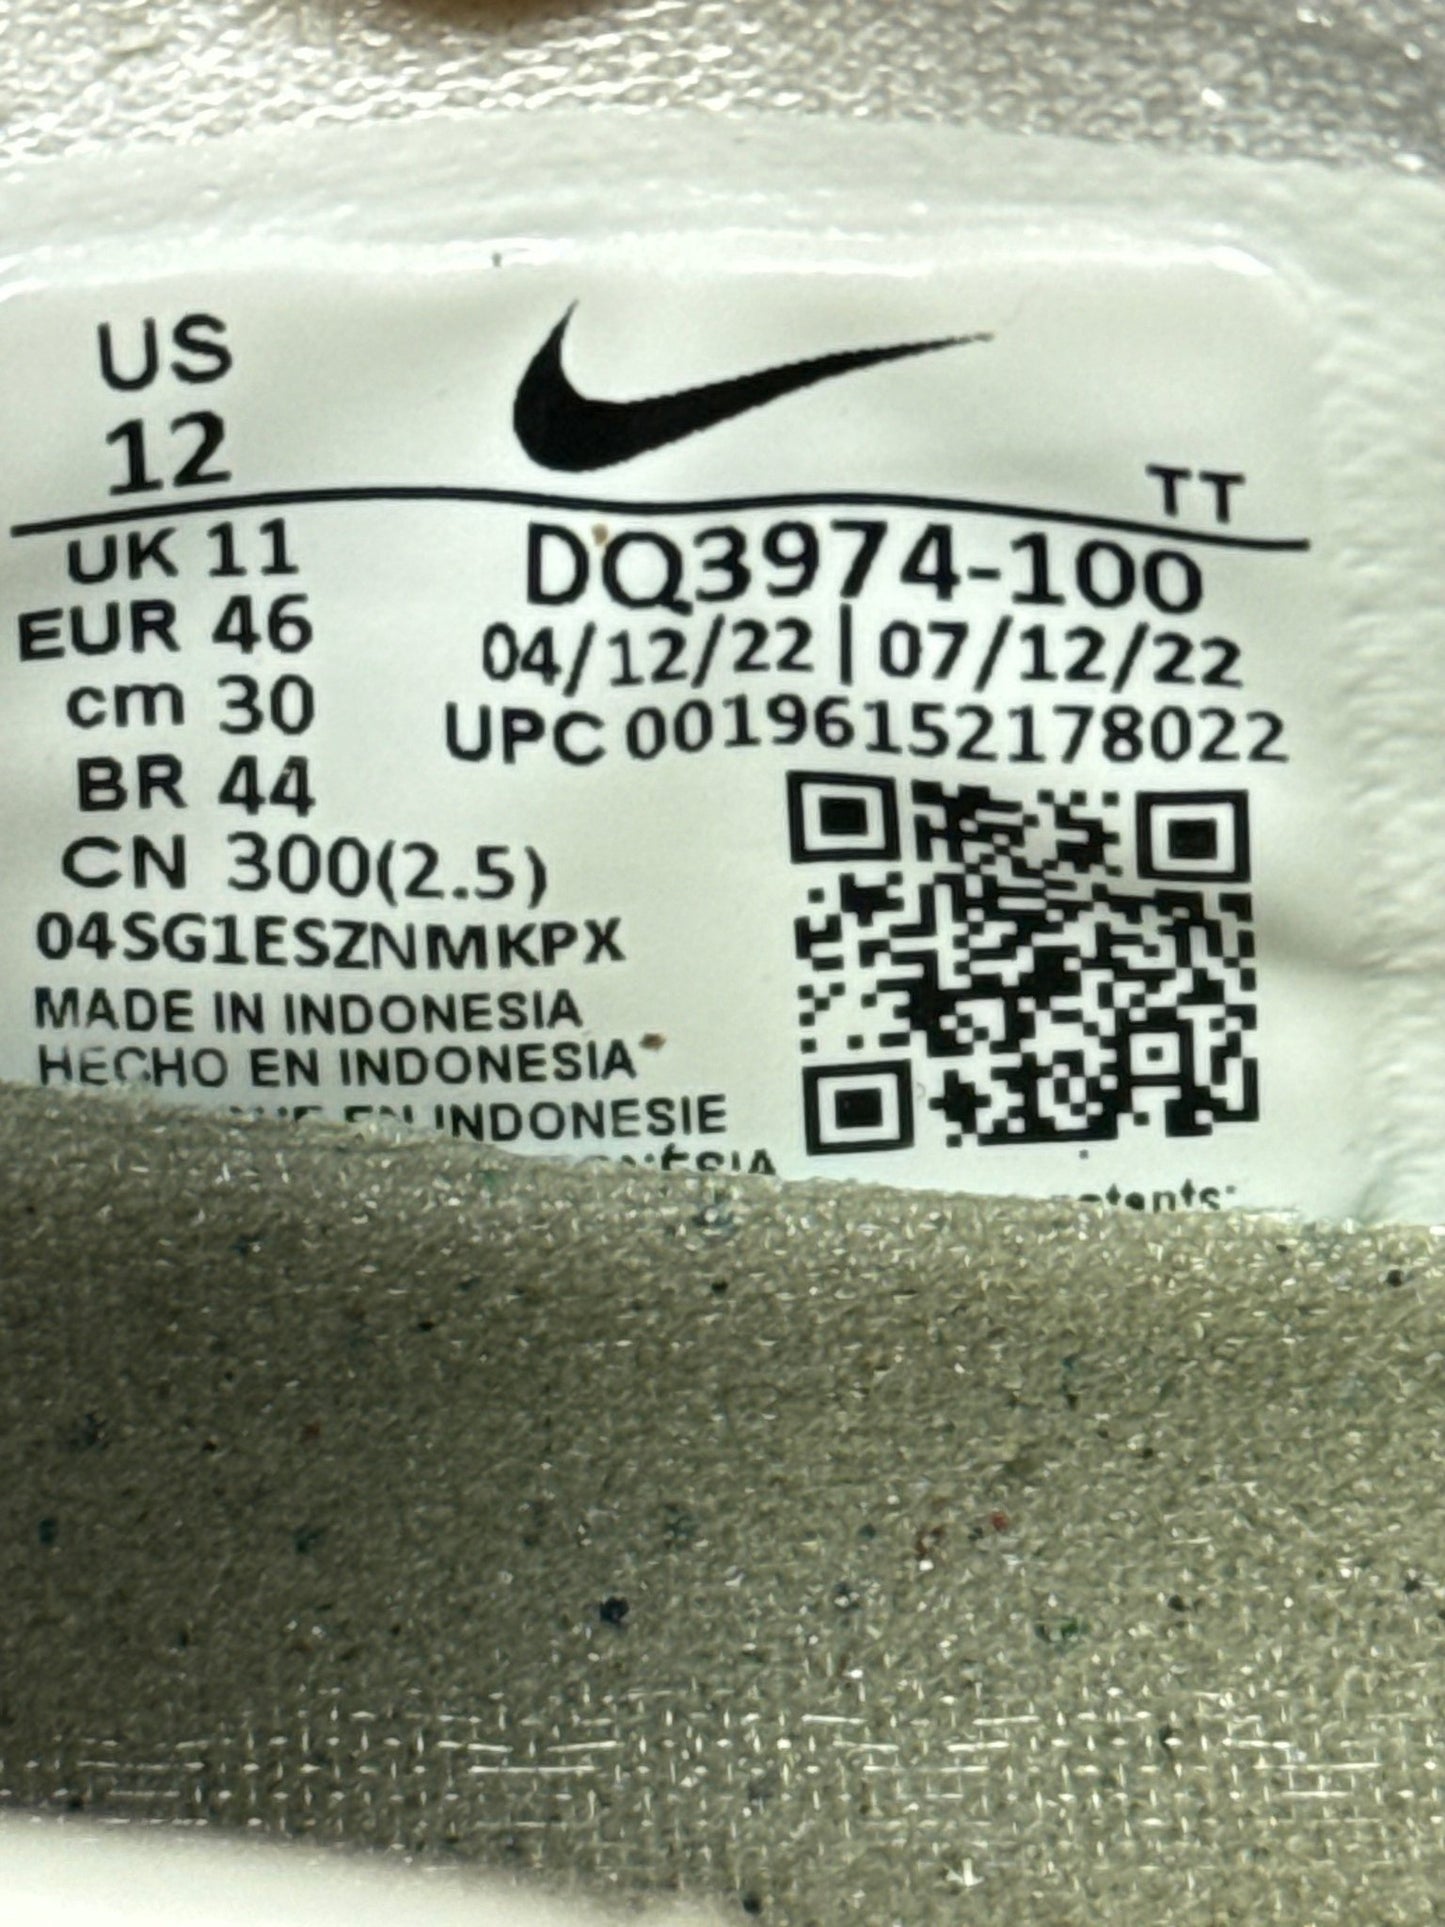 US
12
TT
UK 11
EUR 46
cm 30
BR 44
CN 300(2.5)
DQ3974-100
04/12/22 | 07/12/22
UPC 00196152178022
04SG1ESZNMKPX
MADE IN INDONESIA
HECHO EN INDONESIA
EN INDONESIE